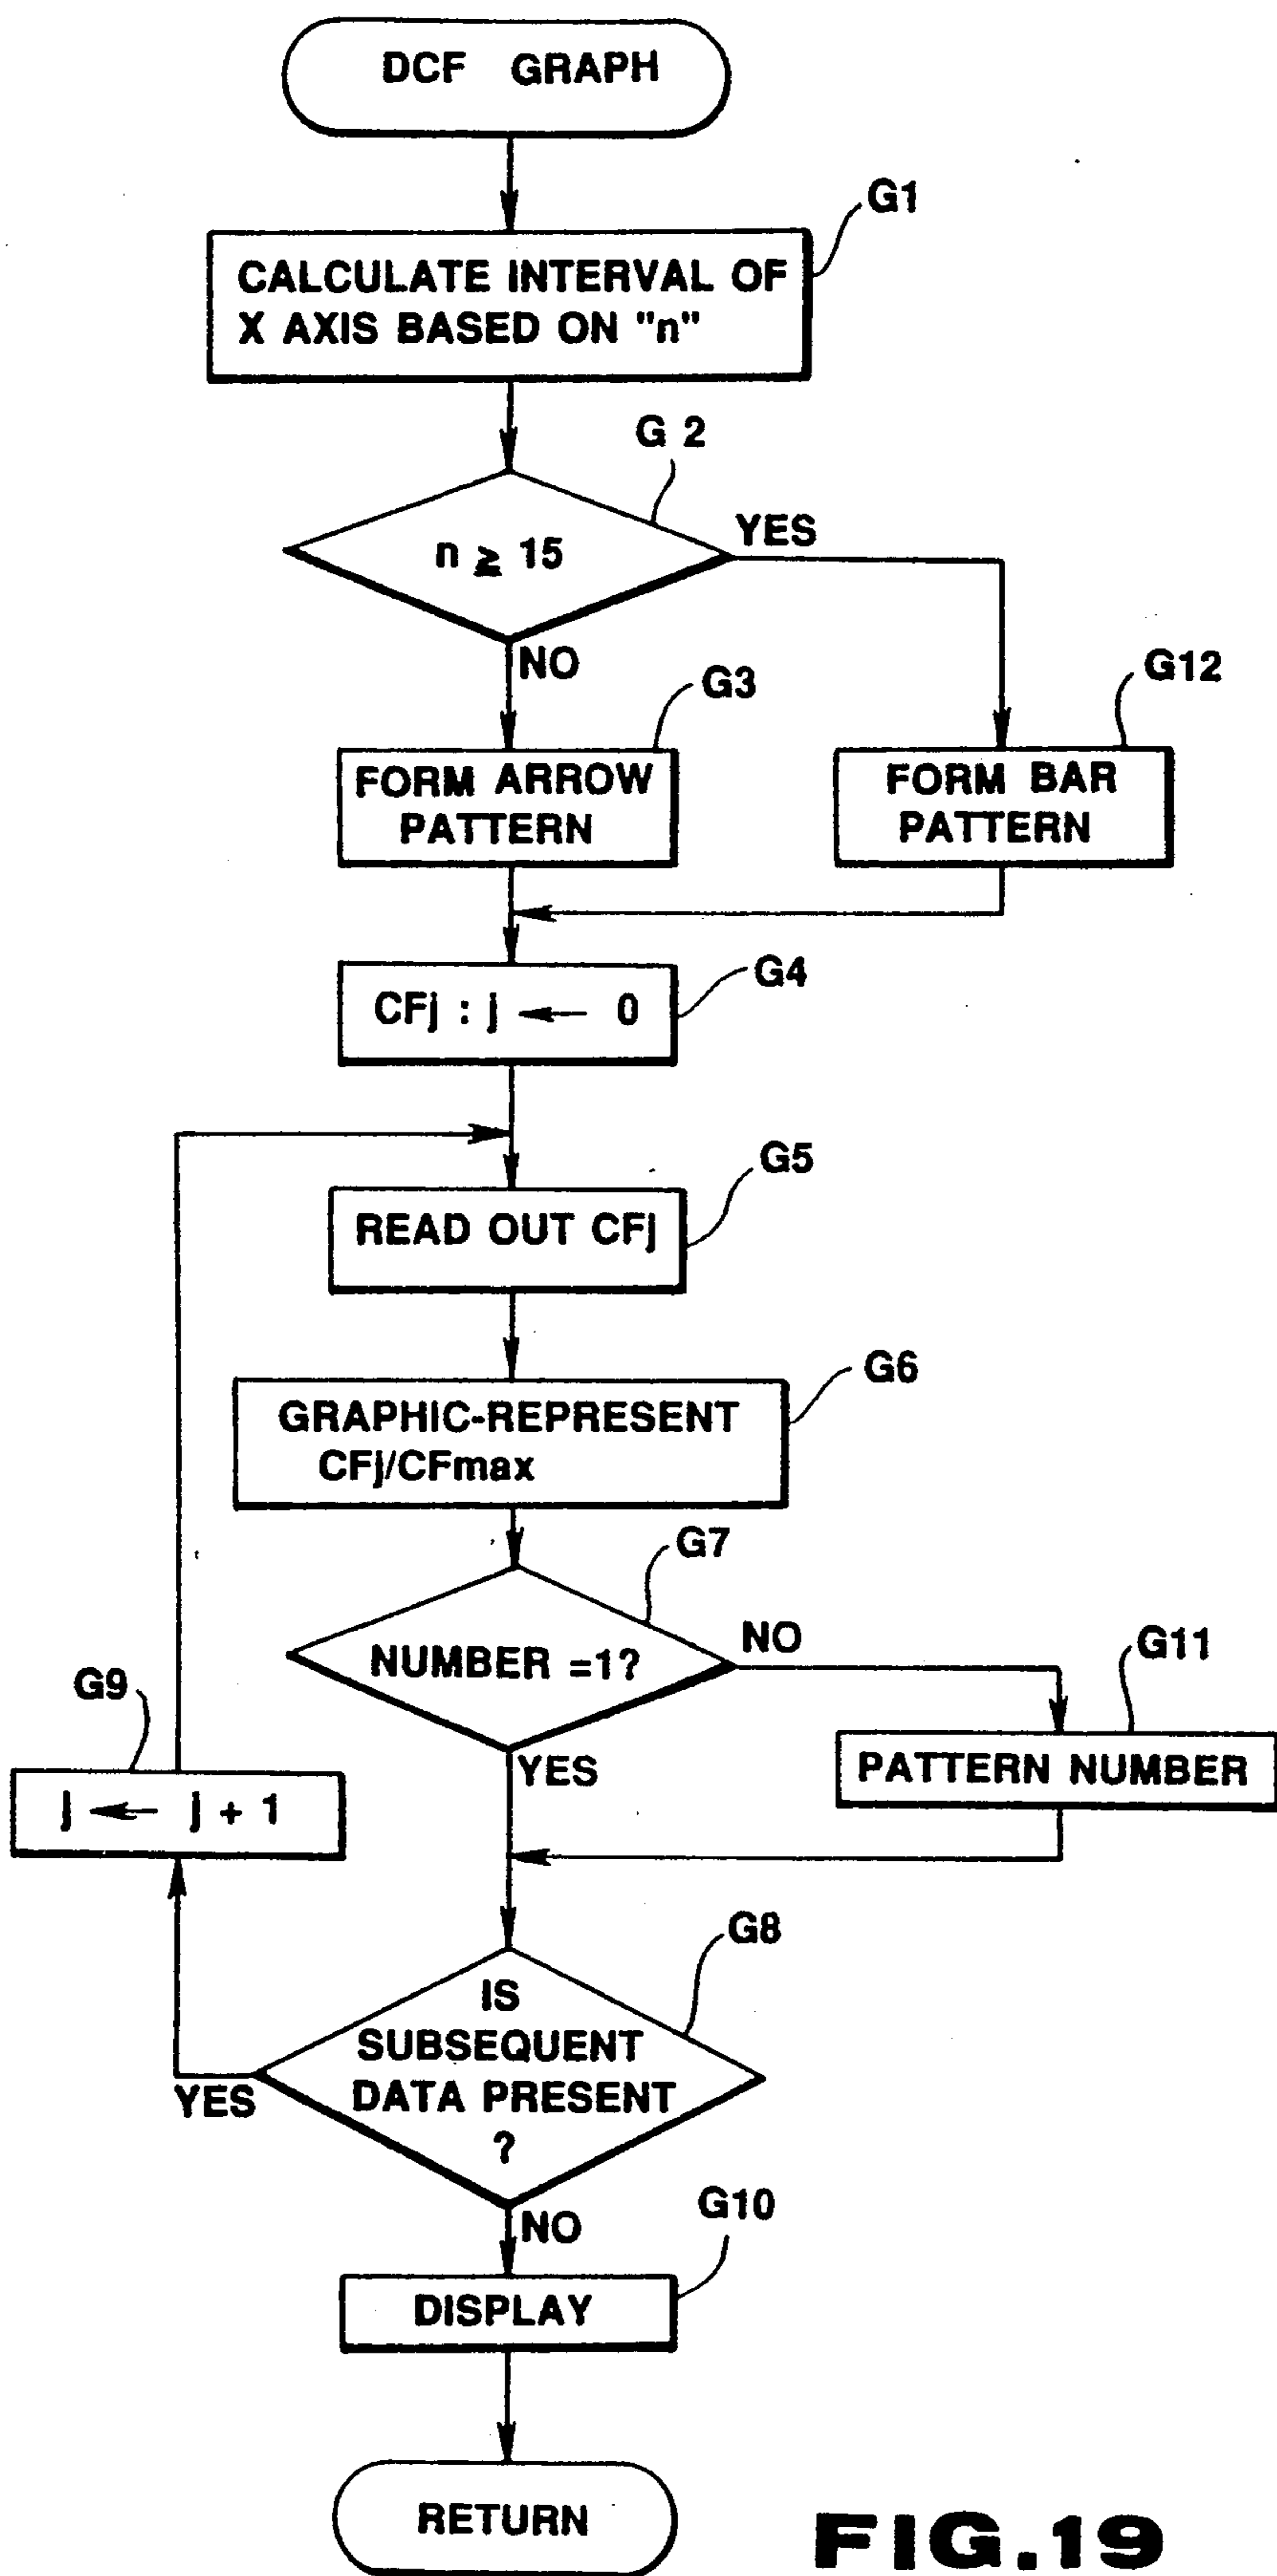 DCF GRAPH
G1
CALCULATE INTERVAL OF
X AXIS BASED ON "n"
G 2
n ≧ 15
YES
NO
G3
G12
FORM ARROW
PATTERN
FORM BAR
PATTERN
G4
CFj : j ← 0
G5
READ OUT CFj
G6
GRAPHIC-REPRESENT
CFj/CFmax
G7
NUMBER =1?
NO
G11
YES
PATTERN NUMBER
G9
j ← j + 1
G8
IS
SUBSEQUENT
DATA PRESENT
?
YES
NO
G10
DISPLAY
RETURN
FIG.19